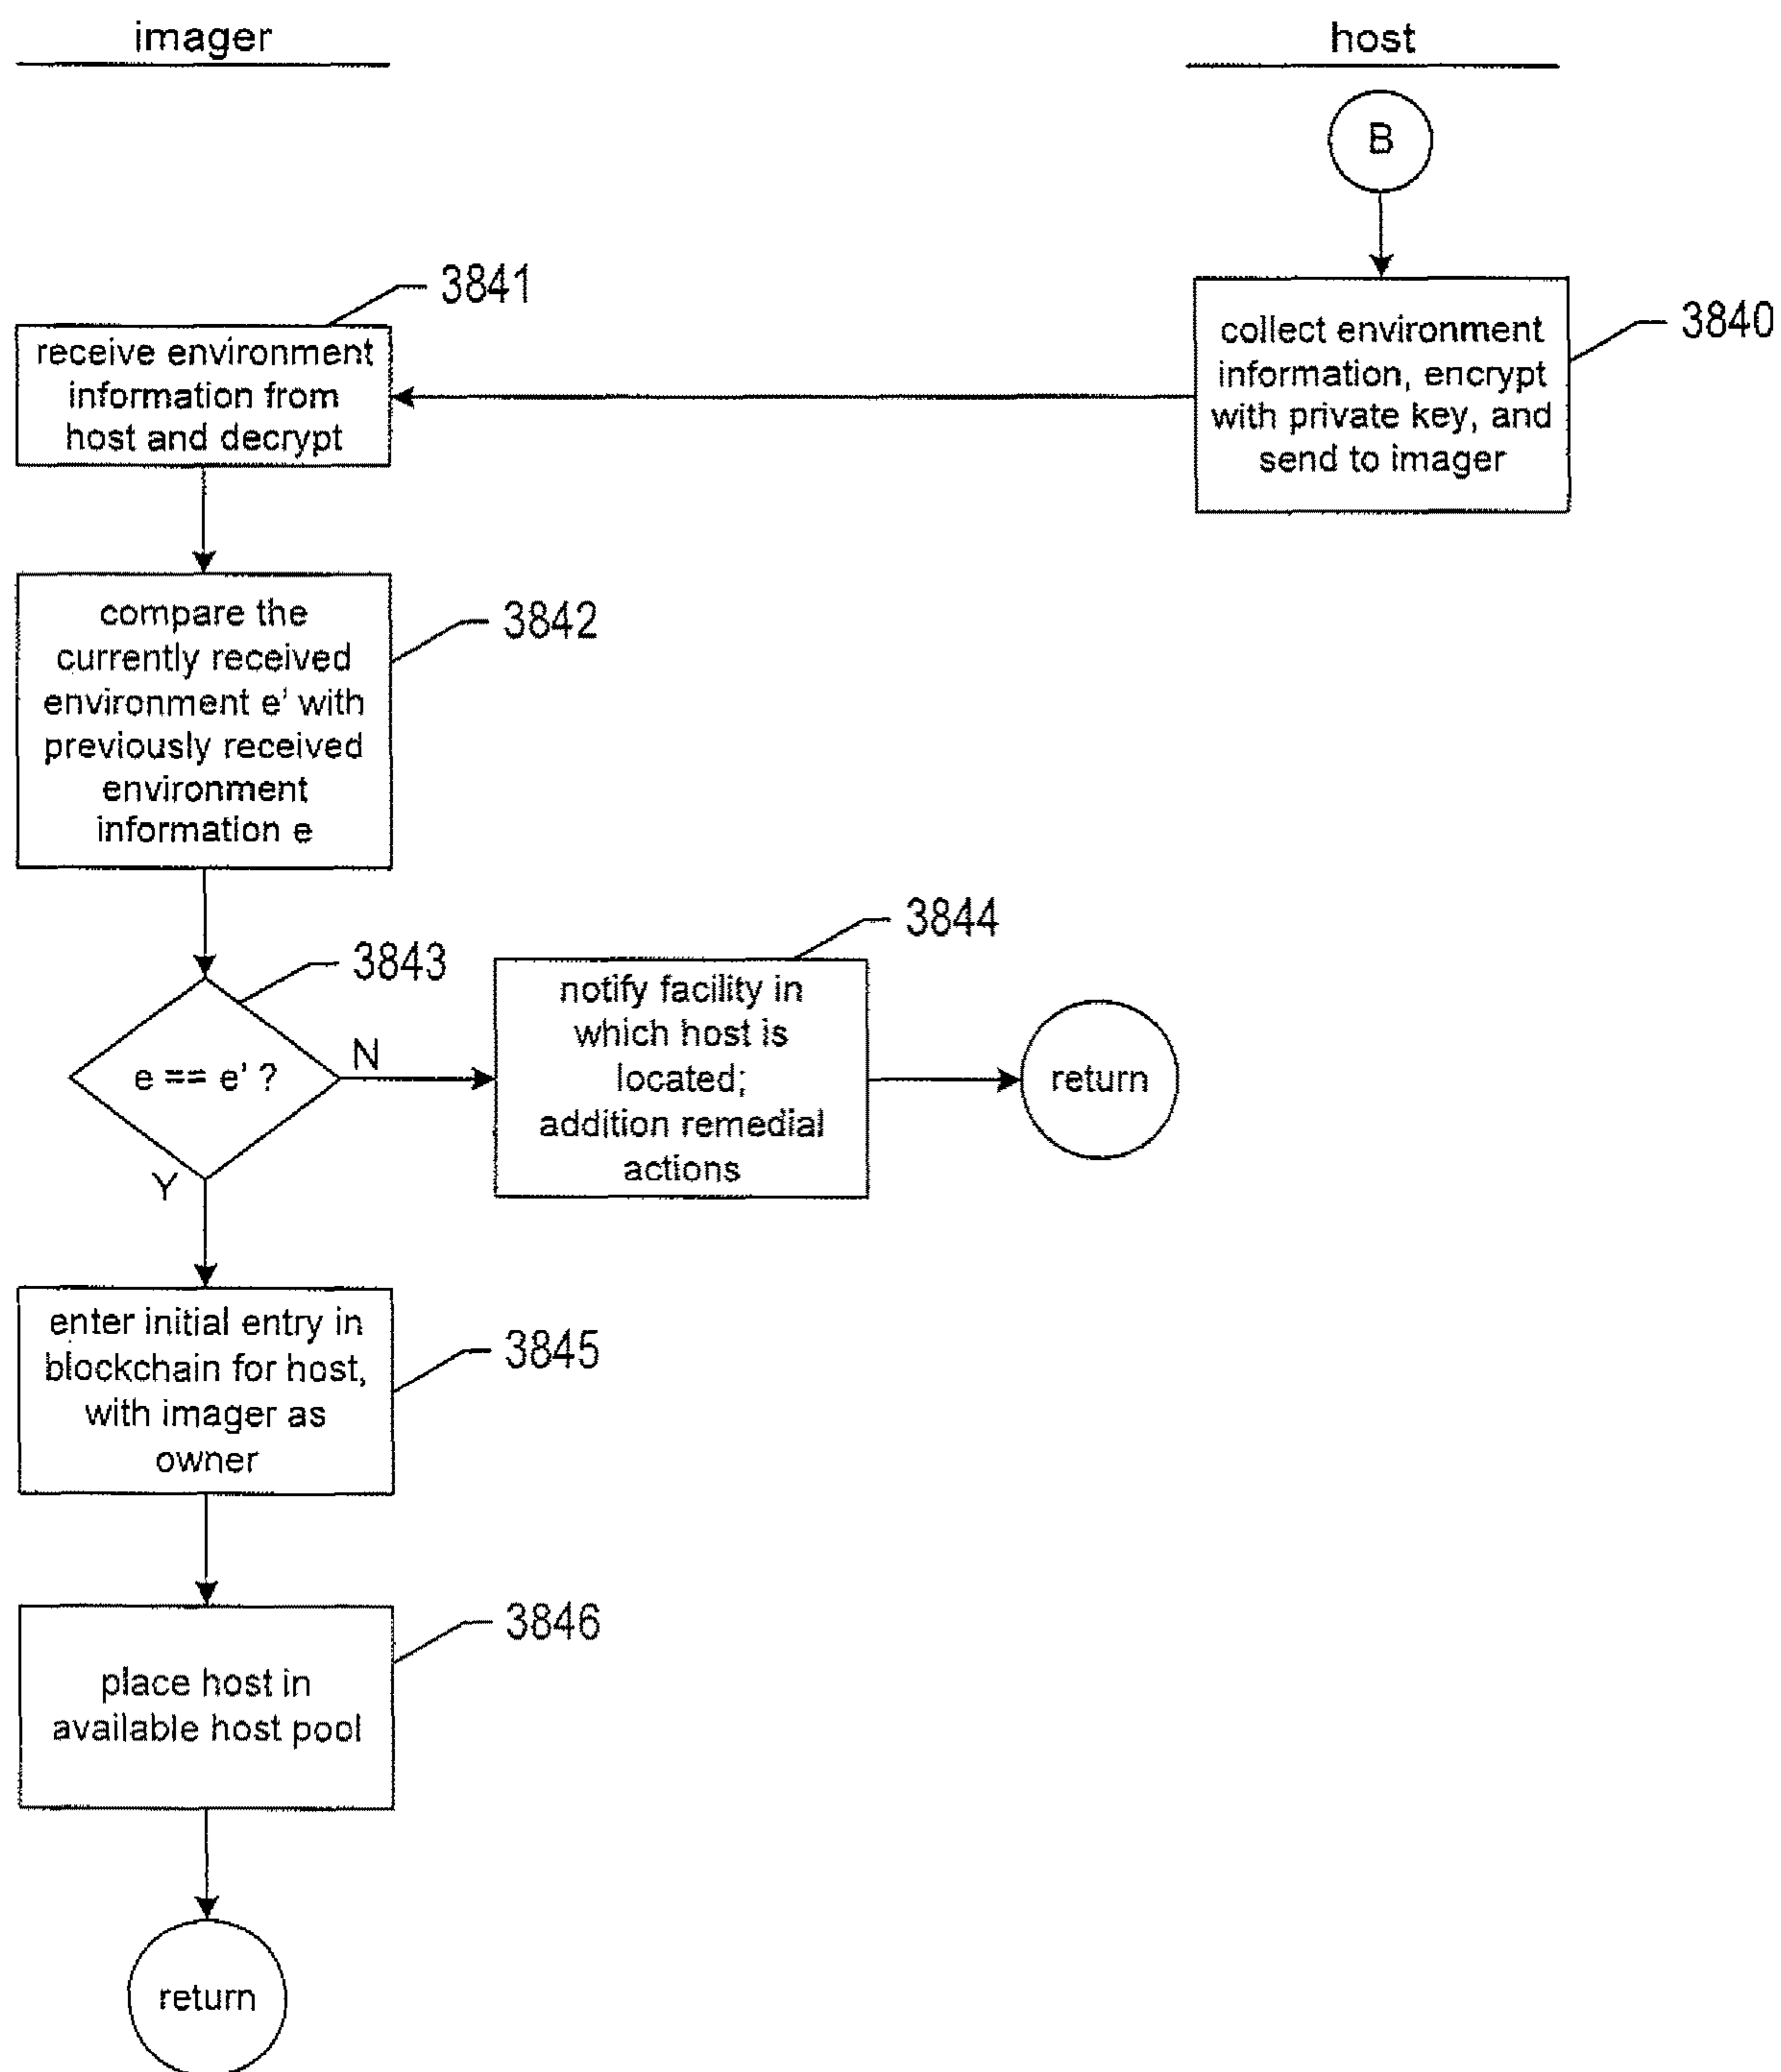 imager
host
B
3841
3840
receive environment
information from
host and decrypt
collect environment
information, encrypt
with private key, and
send to imager
3842
compare the
currently received
environment e' with
previously received
environment
information e
3844
3843
notify facility in
which host is
located;
addition remedial
actions
e == e' ?
N
return
Y
3845
enter initial entry in
blockchain for host,
with imager as
owner
3846
place host in
available host pool
return